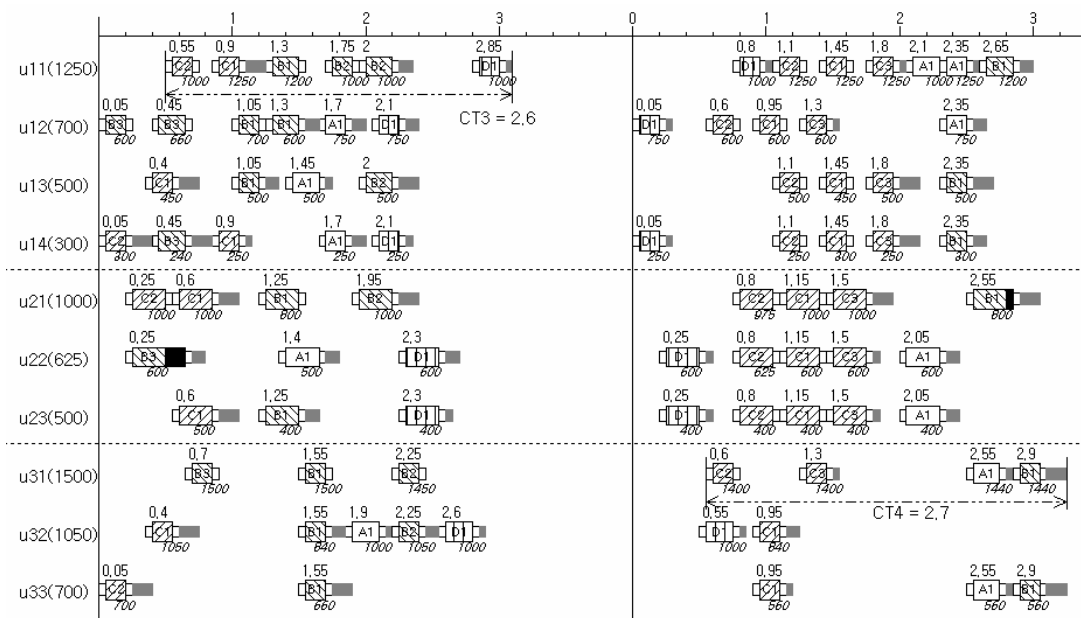 1 2 3 0 1 2 3
0,55 0,9 1,3 1,75 2 2,85 0,8 1,1 1,45 1,8 2,1 2,35 2,65
u11(1250) C2 C1 B1 B2 B2 D1 D1 C2 C1 C3 A1 A1 B1
1000 1250 1200 1000 1000 1000 1000 1250 1250 1250 1000 1250 1200
CT3 = 2,6
0,05 0,45 1,05 1,3 1,7 2,1 0,05 0,6 0,95 1,3 2,35
u12(700) B3 B3 B1 B1 A1 D1 D1 C2 C1 C3 A1
600 660 700 600 750 750 750 600 600 600 750
0,4 1,05 1,45 2 1,1 1,45 1,8 2,35
u13(500) C1 B1 A1 B2 C2 C1 C3 B1
450 500 500 500 500 450 500 500
0,05 0,45 0,9 1,7 2,1 0,05 1,1 1,45 1,8 2,35
u14(300) C2 B3 C1 A1 D1 D1 C2 C1 C3 B1
300 240 250 250 250 250 250 300 250 300
0,25 0,6 1,25 1,95 0,8 1,15 1,5 2,55
u21(1000) C2 C1 B1 B2 C2 C1 C3 B1
1000 1000 800 1000 975 1000 1000 800
0,25 1,4 2,3 0,25 0,8 1,15 1,5 2,05
u22(625) B3 A1 D1 D1 C2 C1 C3 A1
600 500 600 600 625 600 600 600
0,6 1,25 2,3 0,25 0,8 1,15 1,5 2,05
u23(500) C1 B1 D1 D1 C2 C1 C3 A1
500 400 400 400 400 400 400 400
0,7 1,55 2,25 0,6 1,3 2,55 2,9
u31(1500) B3 B1 B2 C2 C3 A1 B1
1500 1500 1450 1400 1400 1440 1440
CT4 = 2,7
0,4 1,55 1,9 2,25 2,6 0,55 0,95
u32(1050) C1 B1 A1 B2 D1 D1 C1
1050 840 1000 1050 1000 1000 840
0,05 1,55 0,95 2,55 2,9
u33(700) C2 B1 C1 A1 B1
700 660 560 560 560